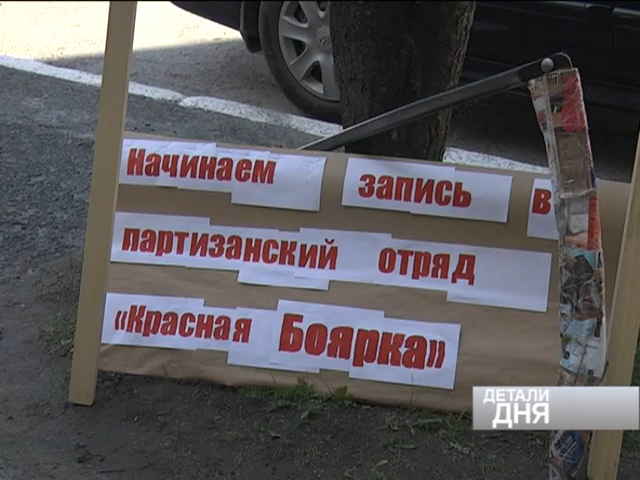 Начинаем запись в
партизанский отряд
«Красная Боярка»
ДЕТАЛИ
ДНЯ